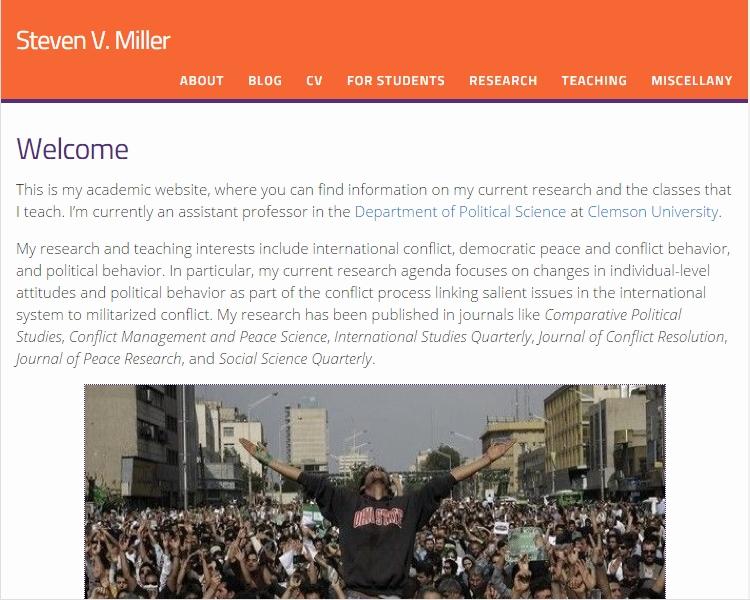 Steven V. Miller
ABOUT BLOG CV FOR STUDENTS RESEARCH TEACHING MISCELLANY
Welcome
This is my academic website, where you can find information on my current research and the classes that
I teach. I'm currently an assistant professor in the Department of Political Science at Clemson University.
My research and teaching interests include international conflict, democratic peace and conflict behavior,
and political behavior. In particular, my current research agenda focuses on changes in individual-level
attitudes and political behavior as part of the conflict process linking salient issues in the international
system to militarized conflict. My research has been published in journals like Comparative Political
Studies, Conflict Management and Peace Science, International Studies Quarterly, Journal of Conflict Resolution,
Journal of Peace Research, and Social Science Quarterly.
OHIO STATE